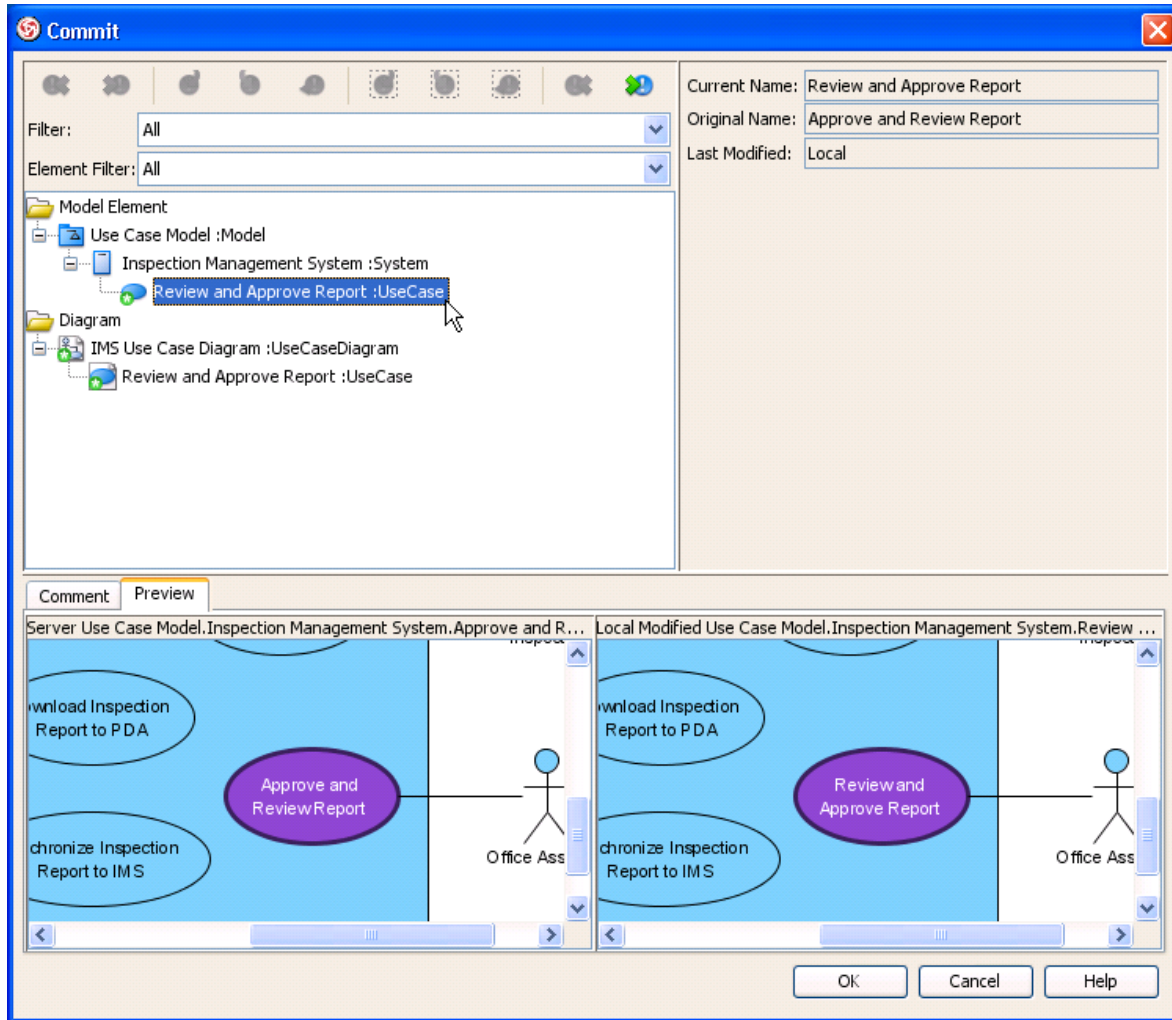 Commit
Current Name: Review and Approve Report
Original Name: Approve and Review Report
Last Modified: Local
Filter: All
Element Filter: All
Model Element
Use Case Model :Model
Inspection Management System :System
Review and Approve Report :UseCase
Diagram
IMS Use Case Diagram :UseCaseDiagram
Review and Approve Report :UseCase
Comment Preview
Server Use Case Model.Inspection Management System.Approve and R...
wnload Inspection
Report to PDA
Approve and
Review Report
chronize Inspection
Report to IMS
Office Ass
Local Modified Use Case Model.Inspection Management System.Review ...
wnload Inspection
Report to PDA
Review and
Approve Report
chronize Inspection
Report to IMS
Office Ass
OK Cancel Help